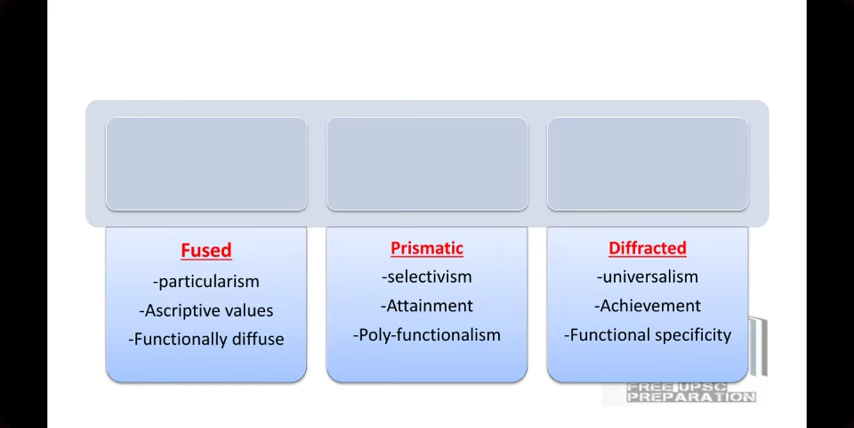 Fused
-particularism
-Ascriptive values
-Functionally diffuse
Prismatic
-selectivism
-Attainment
-Poly-functionalism
Diffracted
-universalism
-Achievement
-Functional specificity
FREE UPSC
PREPARATION